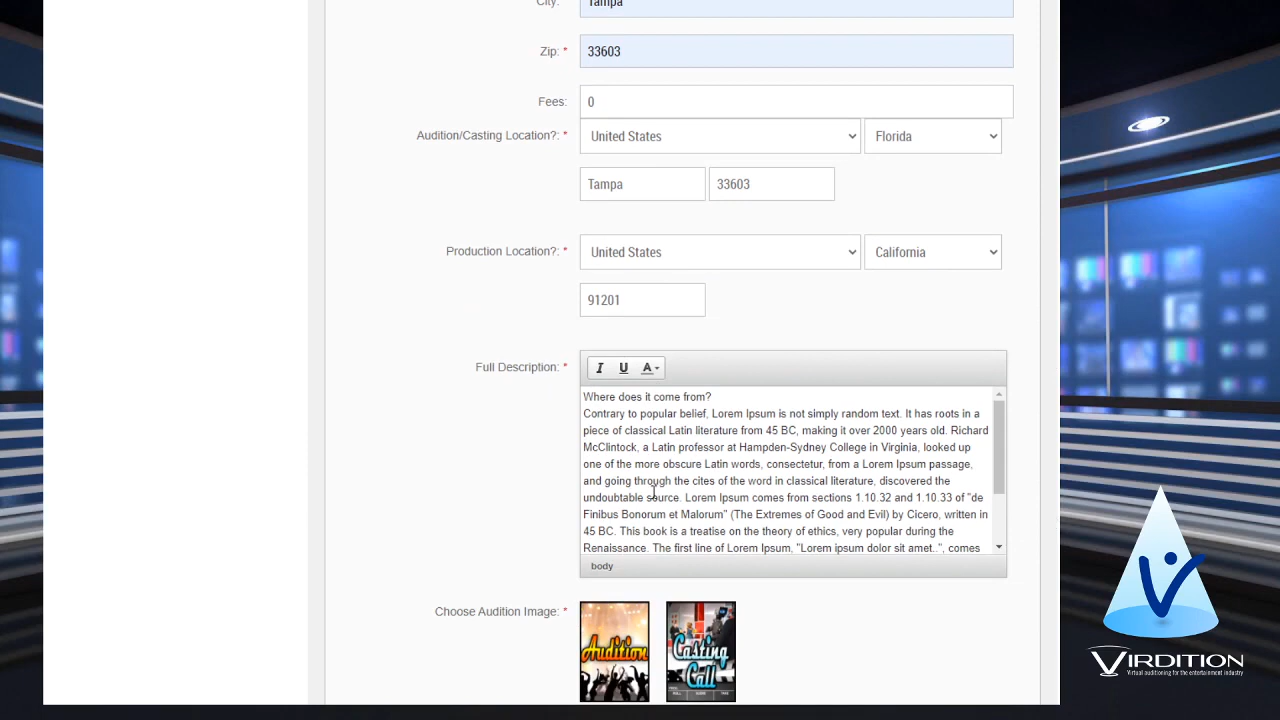 City:
Tampa
Zip: *
33603
Fees:
0
Audition/Casting Location?: *
United States
Florida
Tampa
33603
Production Location?: *
United States
California
91201
Full Description: *
I U A
Where does it come from?
Contrary to popular belief, Lorem Ipsum is not simply random text. It has roots in a
piece of classical Latin literature from 45 BC, making it over 2000 years old. Richard
McClintock, a Latin professor at Hampden-Sydney College in Virginia, looked up
one of the more obscure Latin words, consectetur, from a Lorem Ipsum passage,
and going through the cites of the word in classical literature, discovered the
undoubtable source. Lorem Ipsum comes from sections 1.10.32 and 1.10.33 of "de
Finibus Bonorum et Malorum" (The Extremes of Good and Evil) by Cicero, written in
45 BC. This book is a treatise on the theory of ethics, very popular during the
Renaissance. The first line of Lorem Ipsum, "Lorem ipsum dolor sit amet..", comes
body
Choose Audition Image: *
Audition
Casting
Call
VIRDITION
Virtual auditioning for the entertainment industry